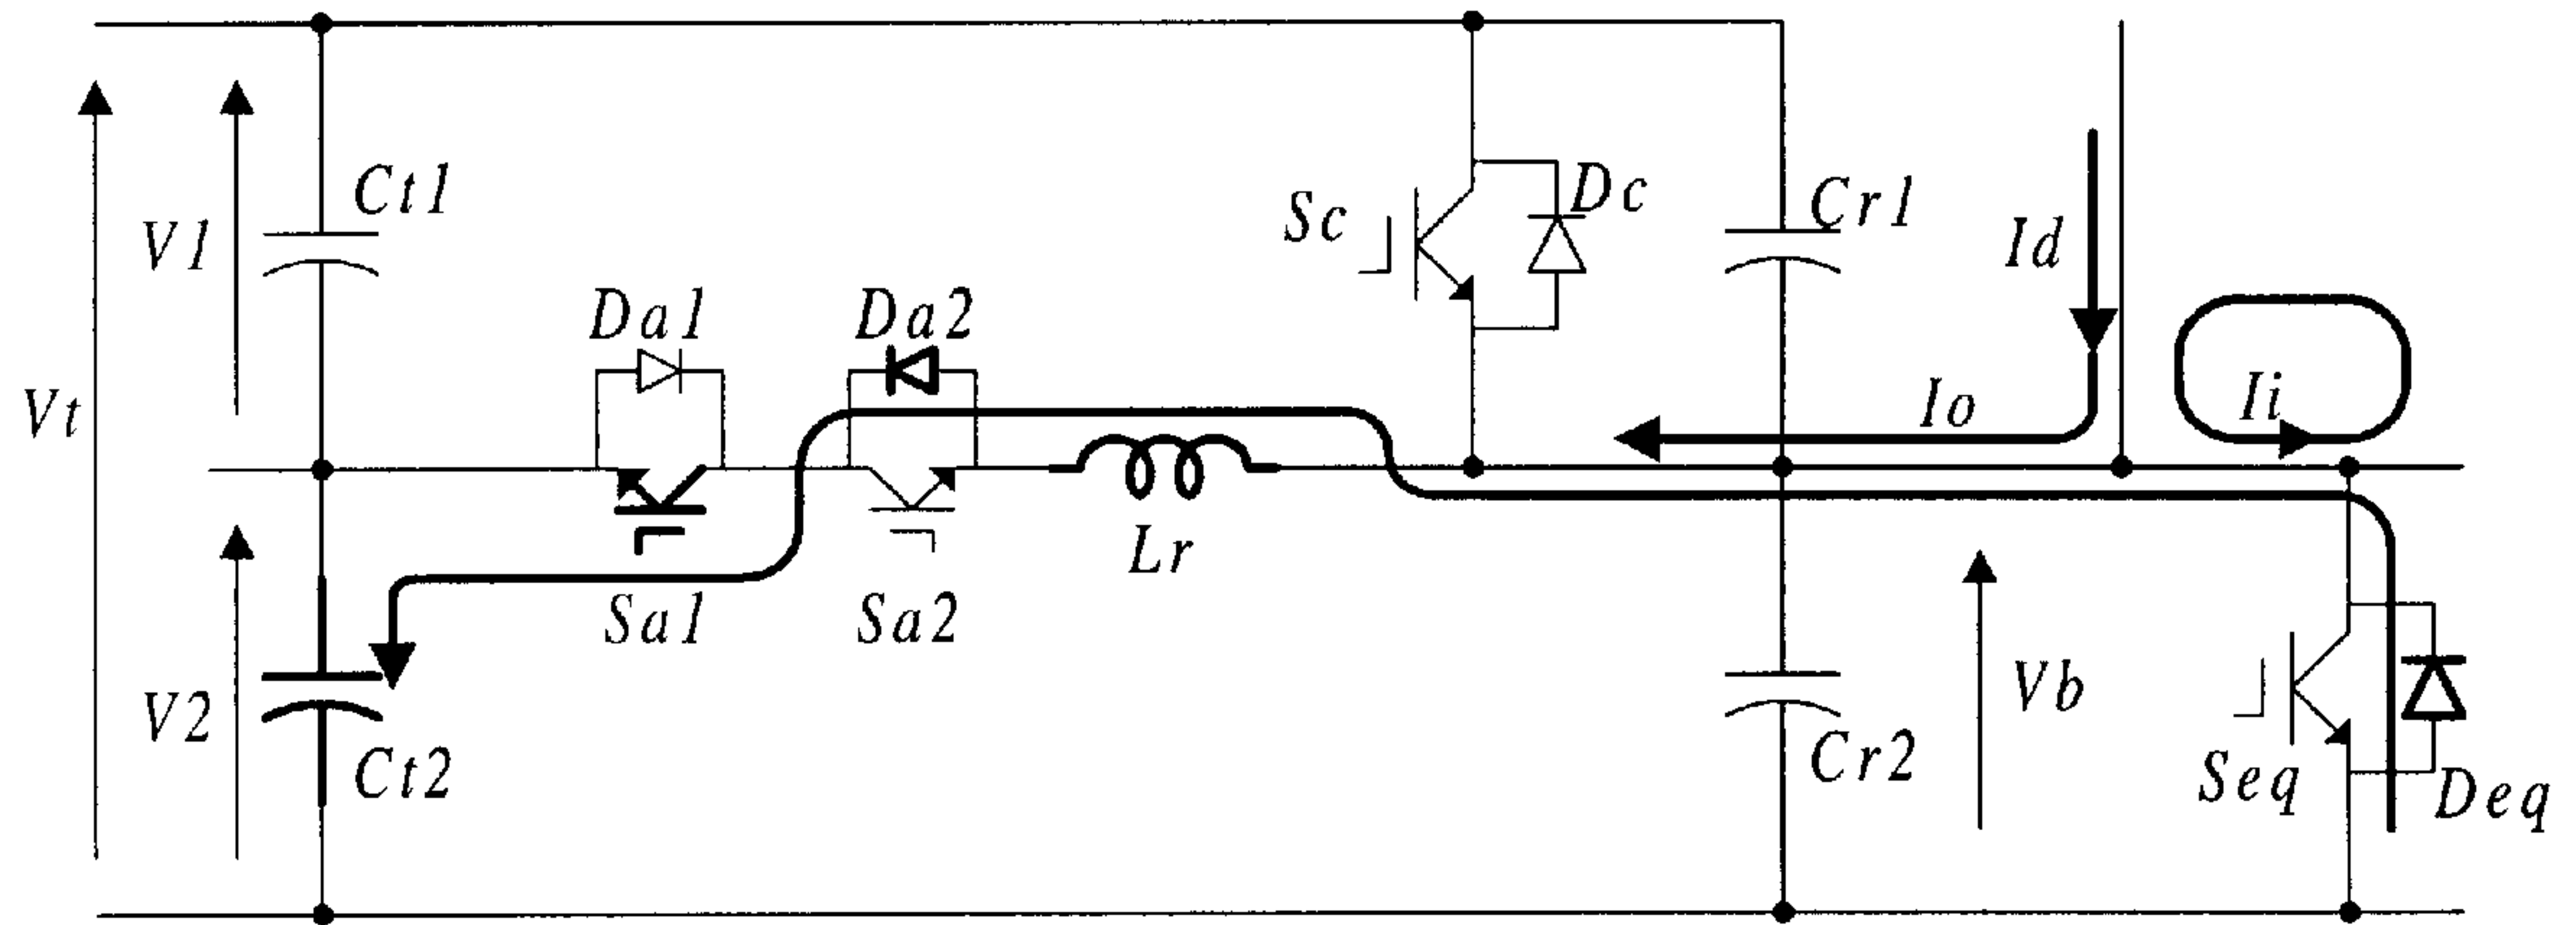 Ct1
Cr1
Dc
Sc
V1
Id
Da1
Da2
Vt
Io
Ii
Lr
Sa1
Sa2
V2
Vb
Ct2
Cr2
Seq
Deq